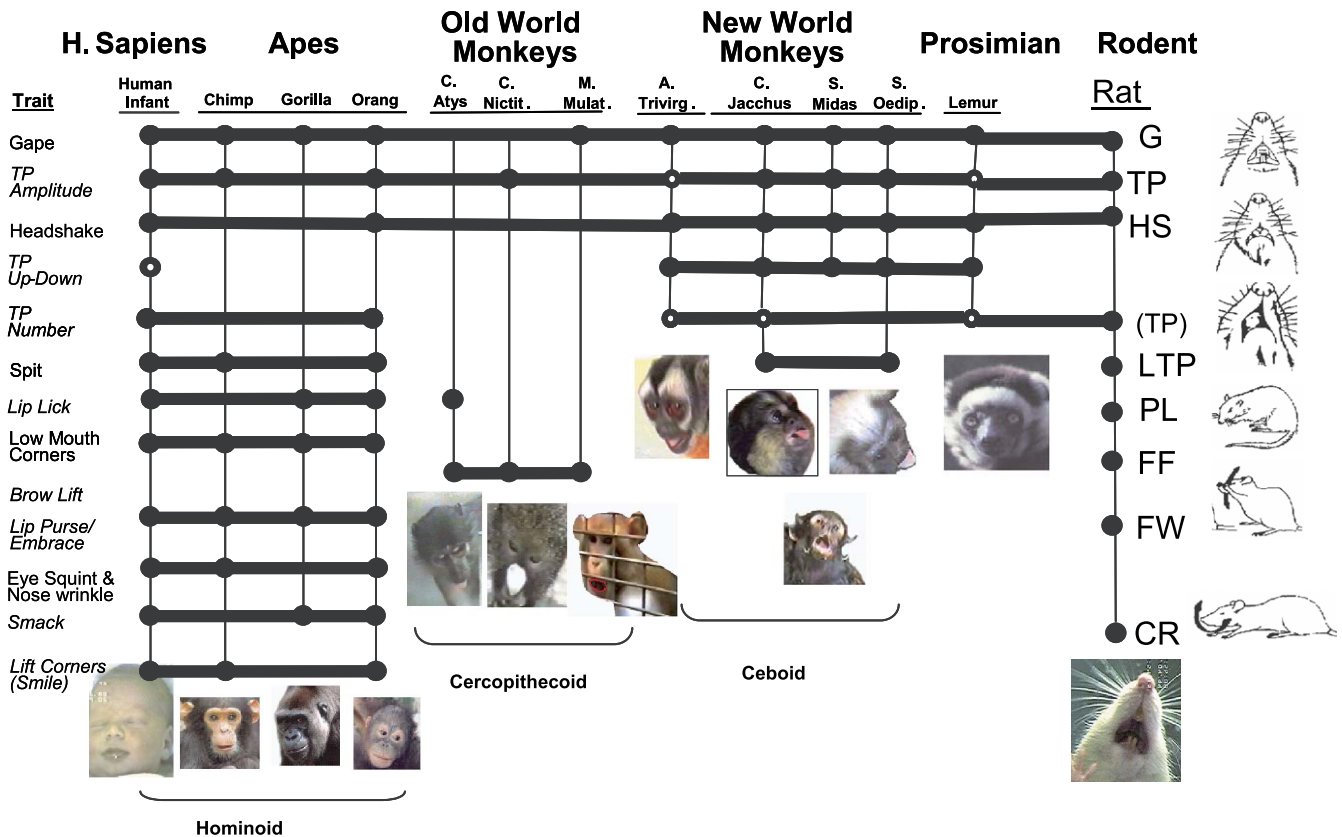 H. Sapiens
Apes
Old World
Monkeys
New World
Monkeys
Prosimian
Rodent
Trait
Human
Infant
Chimp
Gorilla
Orang
C.
Atys
C.
Nictit.
M.
Mulat.
A.
Trivirg.
C.
Jacchus
S.
Midas
S.
Oedip.
Lemur
Rat
Gape
G
TP
Amplitude
TP
Headshake
HS
TP
Up-Down
TP
Number
(TP)
Spit
LTP
Lip Lick
PL
Low Mouth
Corners
FF
Brow Lift
Lip Purse/
Embrace
FW
Eye Squint &
Nose wrinkle
Smack
CR
Lift Corners
(Smile)
Cercopithecoid
Ceboid
Hominoid